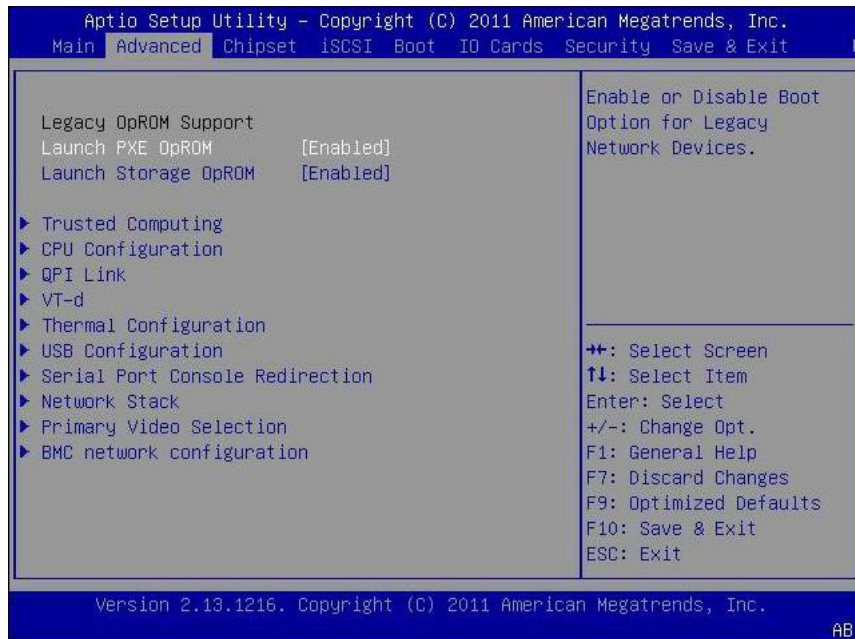 Aptio Setup Utility – Copyright (C) 2011 American Megatrends, Inc.
Main Advanced Chipset iSCSI Boot IO Cards Security Save & Exit
Legacy OpROM Support
Launch PXE OpROM [Enabled]
Launch Storage OpROM [Enabled]
Trusted Computing
CPU Configuration
QPI Link
VT-d
Thermal Configuration
USB Configuration
Serial Port Console Redirection
Network Stack
Primary Video Selection
BMC network configuration
Enable or Disable Boot
Option for Legacy
Network Devices.
→←: Select Screen
↑↓: Select Item
Enter: Select
+/-: Change Opt.
F1: General Help
F7: Discard Changes
F9: Optimized Defaults
F10: Save & Exit
ESC: Exit
Version 2.13.1216. Copyright (C) 2011 American Megatrends, Inc.
AB